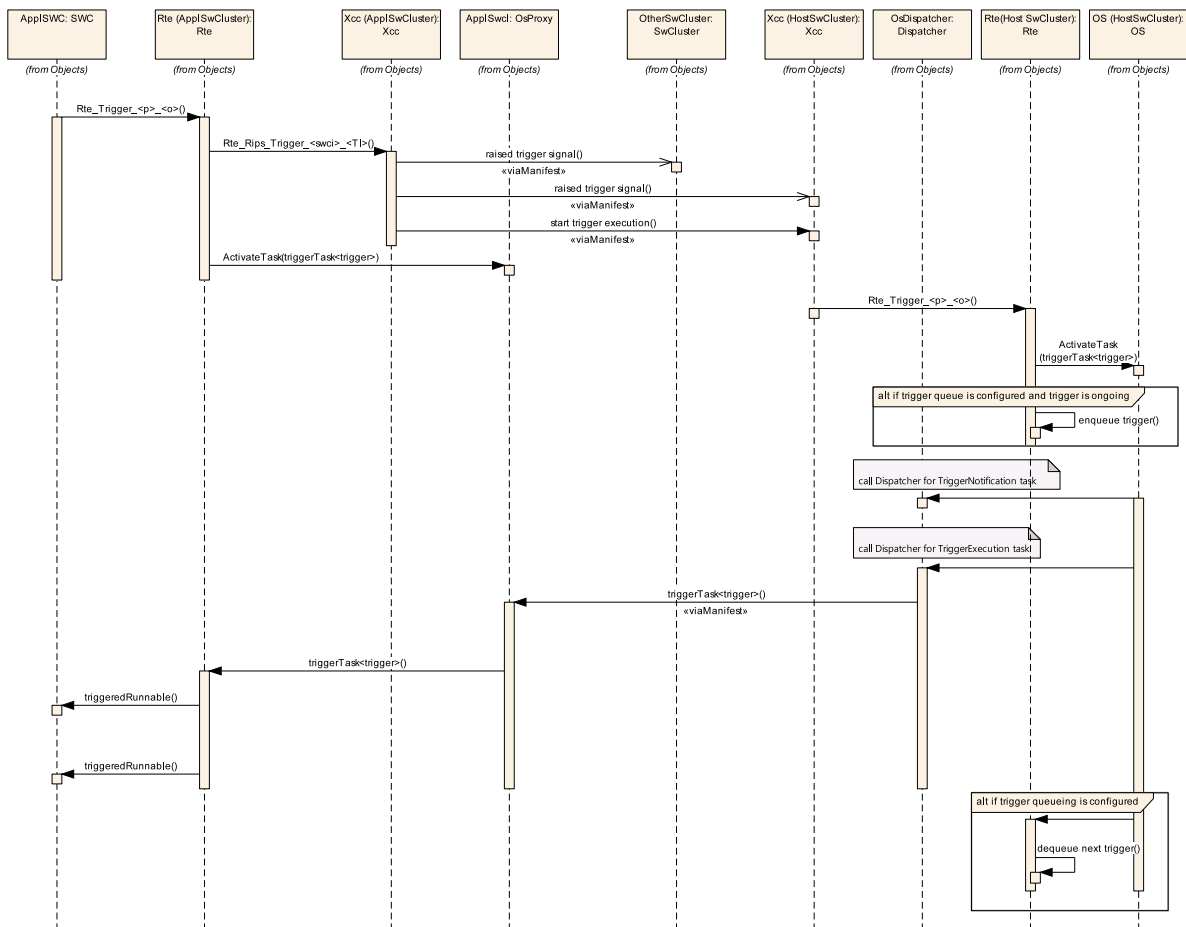 ApplSWC: SWC
Rte (ApplSwCluster):
Rte
Xcc (ApplSwCluster):
Xcc
ApplSwcl: OsProxy
OtherSwCluster:
SwCluster
Xcc (HostSwCluster):
Xcc
OsDispatcher:
Dispatcher
Rte(Host SwCluster):
Rte
OS (HostSwCluster):
OS
(from Objects)
(from Objects)
(from Objects)
(from Objects)
(from Objects)
(from Objects)
(from Objects)
(from Objects)
(from Objects)
Rte_Trigger_<p>_<o>()
Rte_Rips_Trigger_<swci>_<TI>()
raised trigger signal()
«viaManifest»
raised trigger signal()
«viaManifest»
start trigger execution()
«viaManifest»
ActivateTask(triggerTask<trigger>)
Rte_Trigger_<p>_<o>()
ActivateTask
(triggerTask<trigger>)
alt if trigger queue is configured and trigger is ongoing
enqueue trigger()
call Dispatcher for TriggerNotification task
call Dispatcher for TriggerExecution task
triggerTask<trigger>()
«viaManifest»
triggerTask<trigger>()
triggeredRunnable()
triggeredRunnable()
alt if trigger queueing is configured
dequeue next trigger()